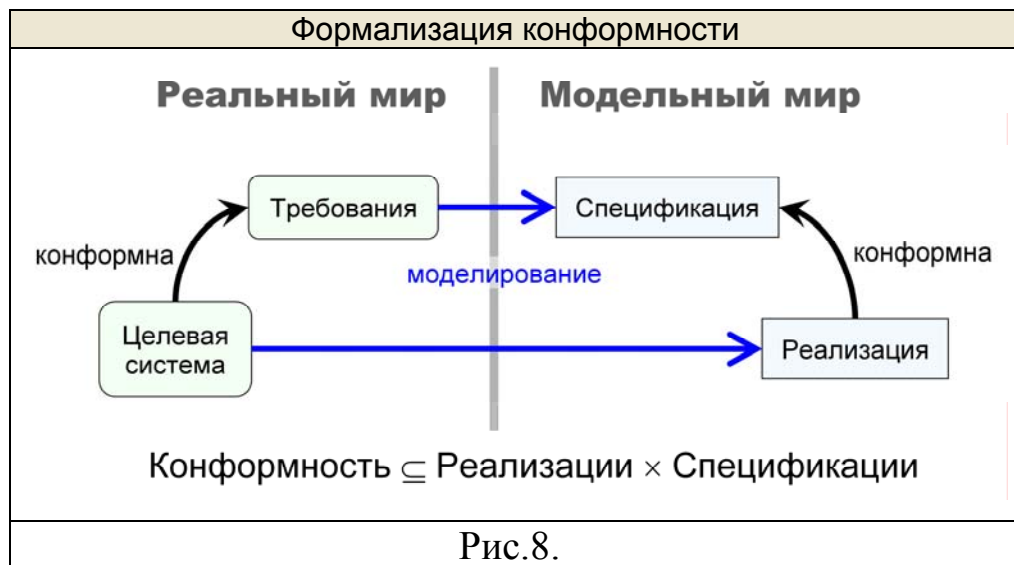 Формализация конформности
Реальный мир
Модельный мир
Требования
Спецификация
конформна
конформна
моделирование
Целевая
система
Реализация
Конформность ⊆ Реализации × Спецификации
Рис.8.